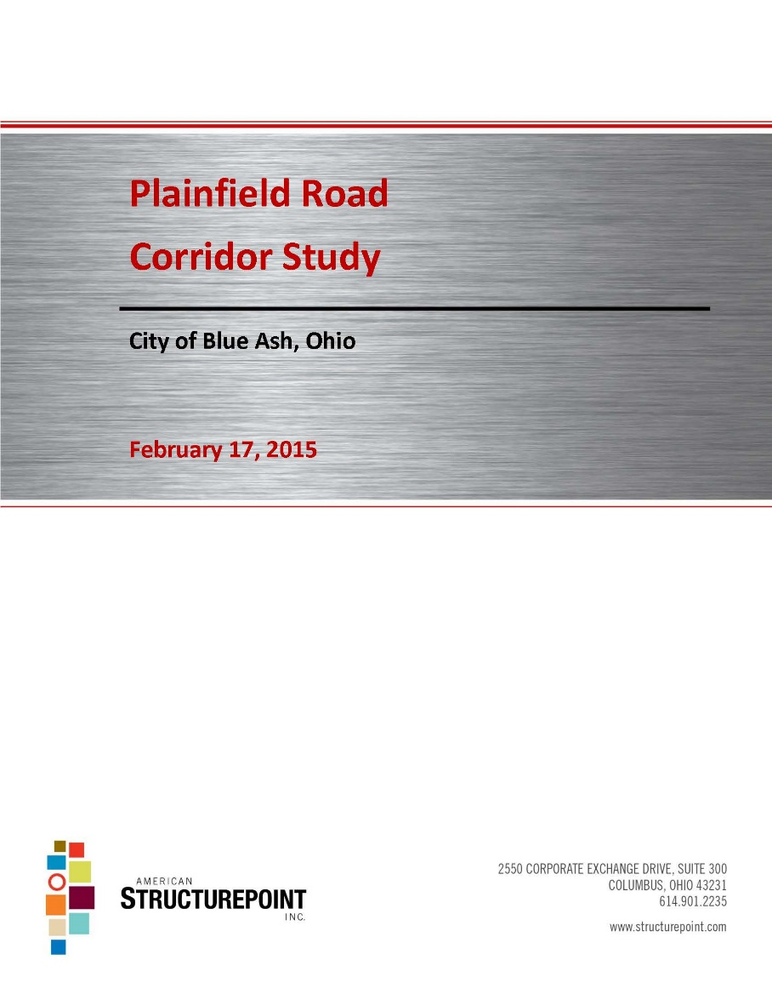 Plainfield Road
Corridor Study
City of Blue Ash, Ohio
February 17, 2015
AMERICAN
STRUCTUREPOINT
INC.
2550 CORPORATE EXCHANGE DRIVE, SUITE 300
COLUMBUS, OHIO 43231
614.901.2235
www.structurepoint.com